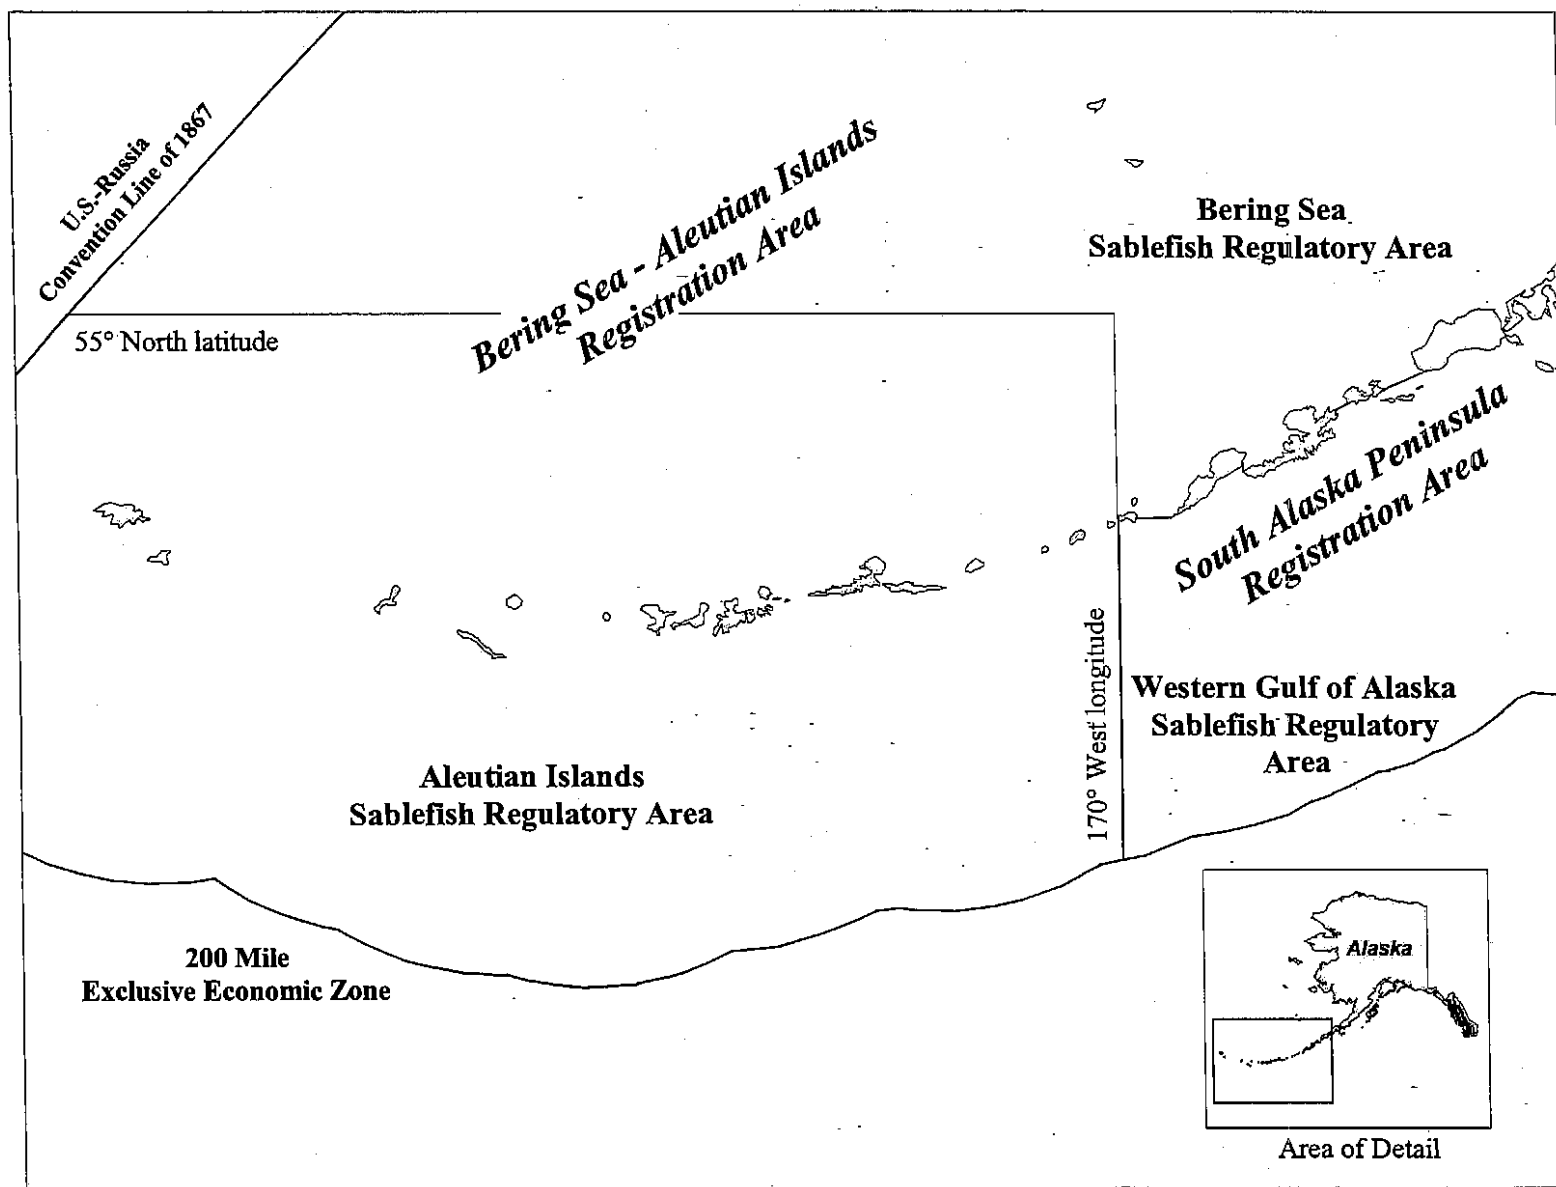 U.S.-Russia
Convention Line of 1867
Bering Sea - Aleutian Islands
Registration Area
Bering Sea
Sablefish Regulatory Area
55° North latitude
South Alaska Peninsula
Registration Area
170° West longitude
Western Gulf of Alaska
Sablefish Regulatory
Area
Aleutian Islands
Sablefish Regulatory Area
200 Mile
Exclusive Economic Zone
Alaska
Area of Detail